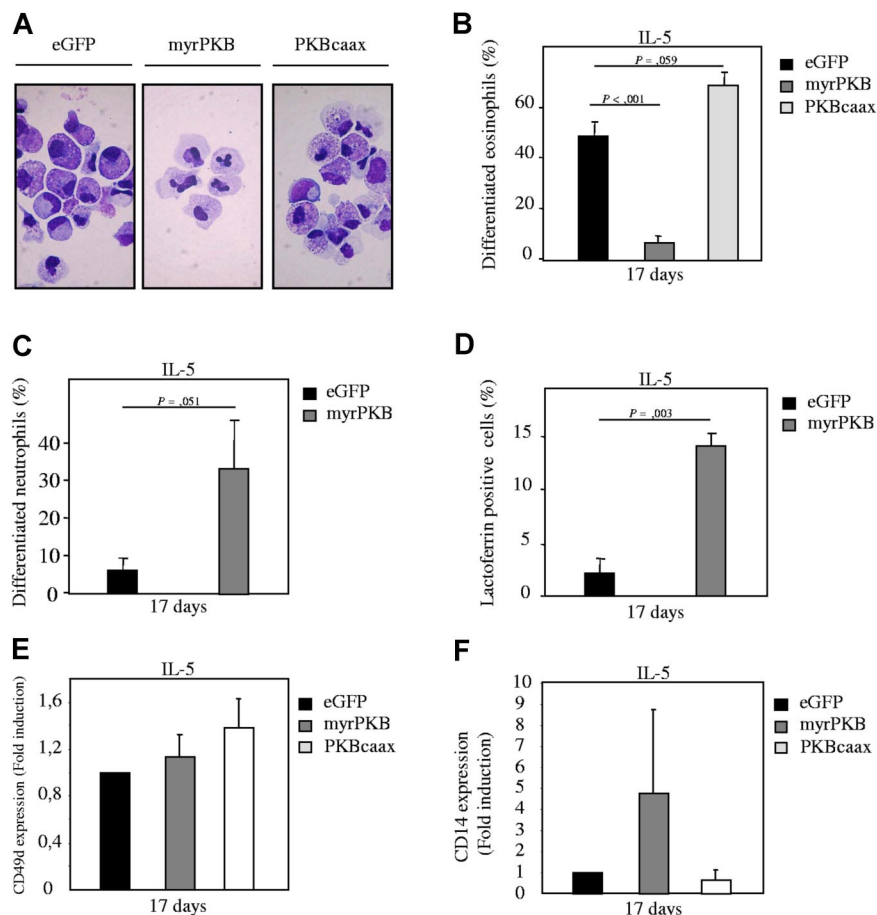 A
eGFP
myrPKB
PKBcaax
B
IL-5
Differentiated eosinophils (%)
60
40
20
0
P = ,059
P < ,001
17 days
eGFP
myrPKB
PKBcaax
C
IL-5
Differentiated neutrophils (%)
40
30
20
10
0
P = ,051
17 days
eGFP
myrPKB
D
IL-5
Lactoferrin positive cells (%)
15
10
5
0
P = ,003
17 days
eGFP
myrPKB
E
IL-5
CD49d expression (Fold induction)
1,6
1,2
0,8
0,4
0
17 days
eGFP
myrPKB
PKBcaax
F
IL-5
CD14 expression
(Fold induction)
10
9
8
7
6
5
4
3
2
1
0
17 days
eGFP
myrPKB
PKBcaax